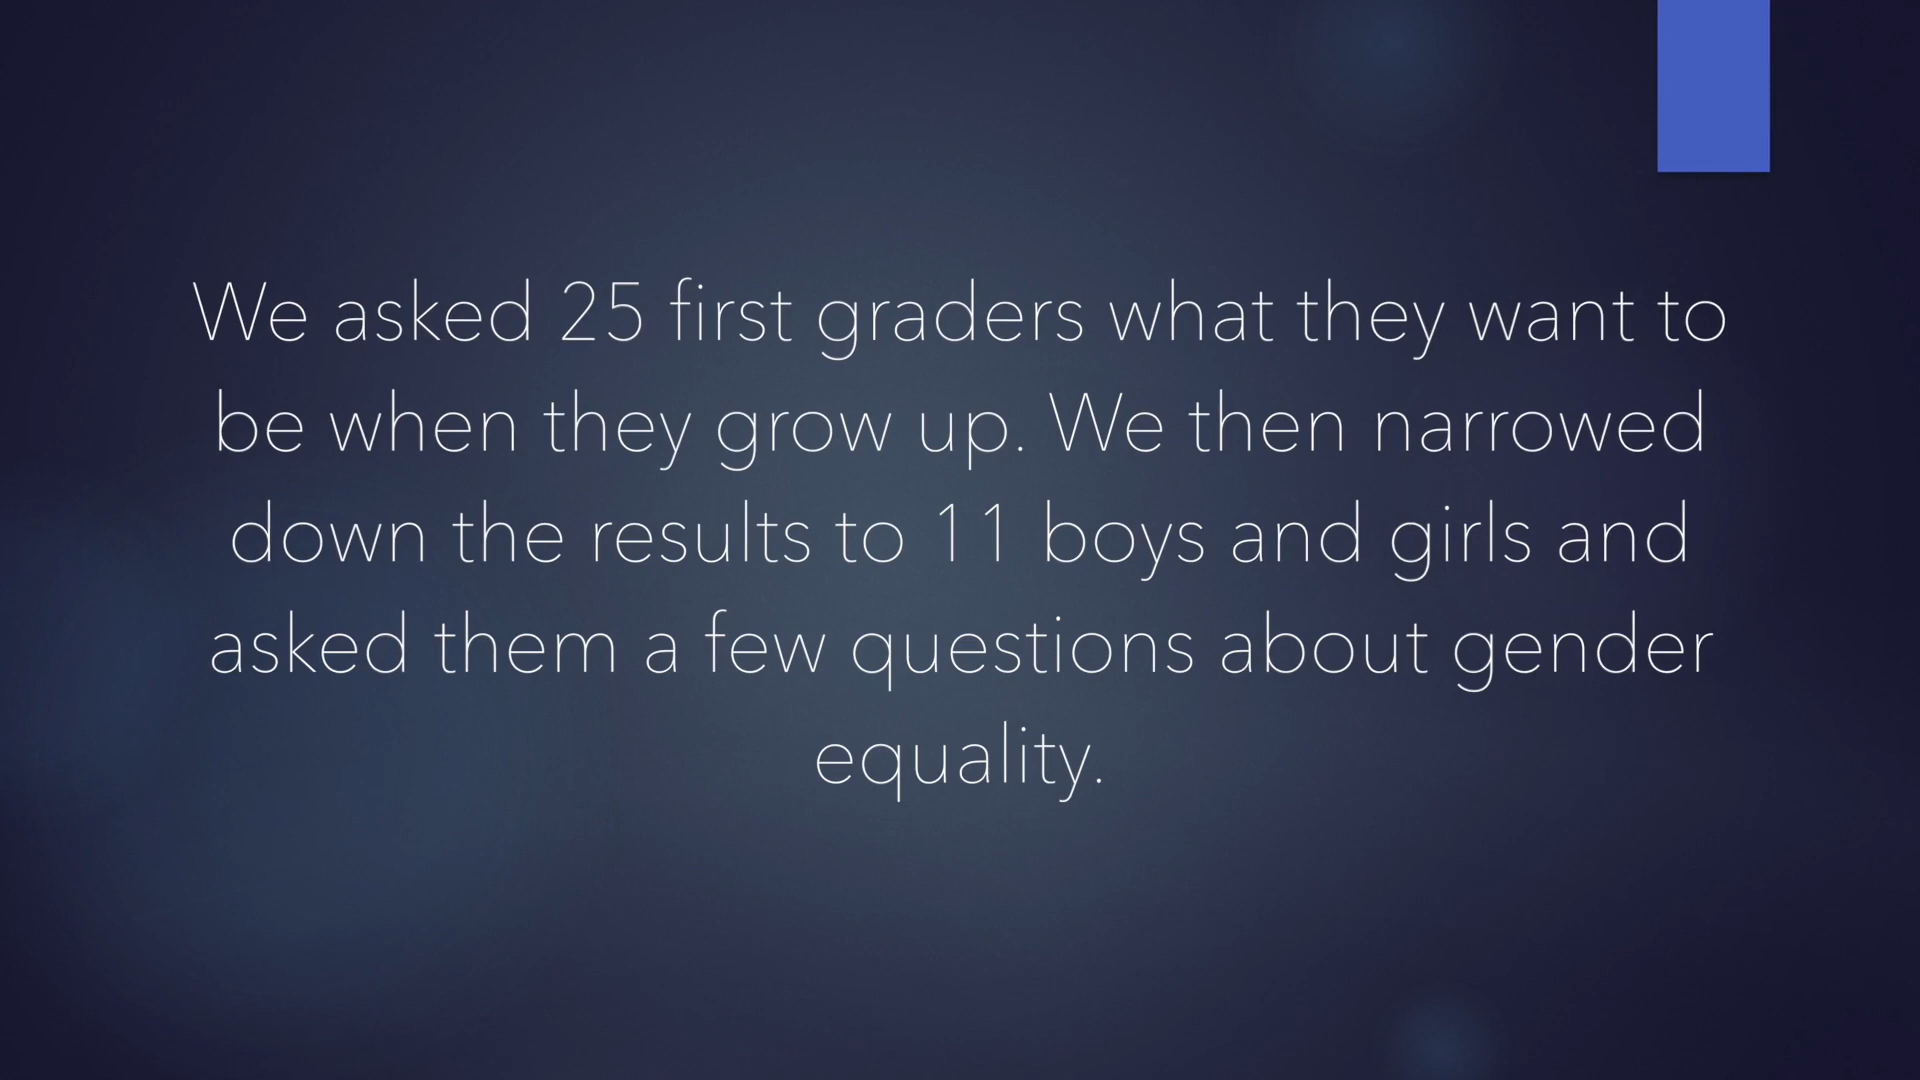 We asked 25 first graders what they want to
be when they grow up. We then narrowed
down the results to 11 boys and girls and
asked them a few questions about gender
equality.